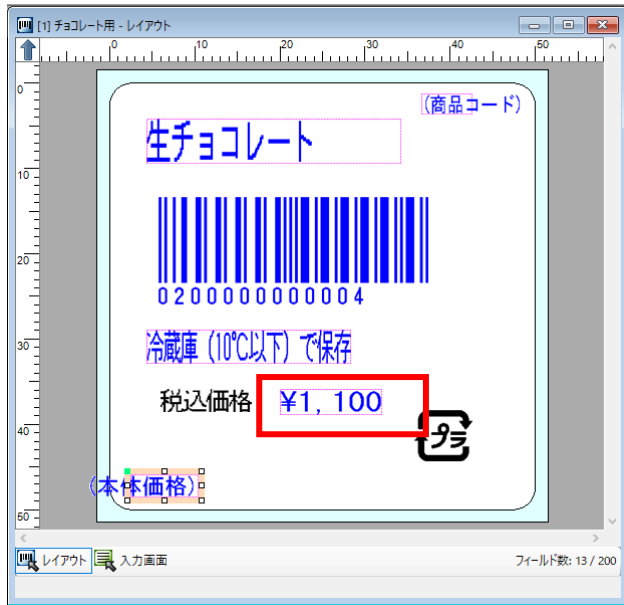 [1] チョコレート用 - レイアウト
0 10 20 30 40 50
0
(商品コード)
生チョコレート
10
20
0200000000004
30
冷蔵庫（10℃以下）で保存
税込価格 ¥1,100
40
プラ
(本体価格)
50
レイアウト 入力画面 フィールド数: 13 / 200